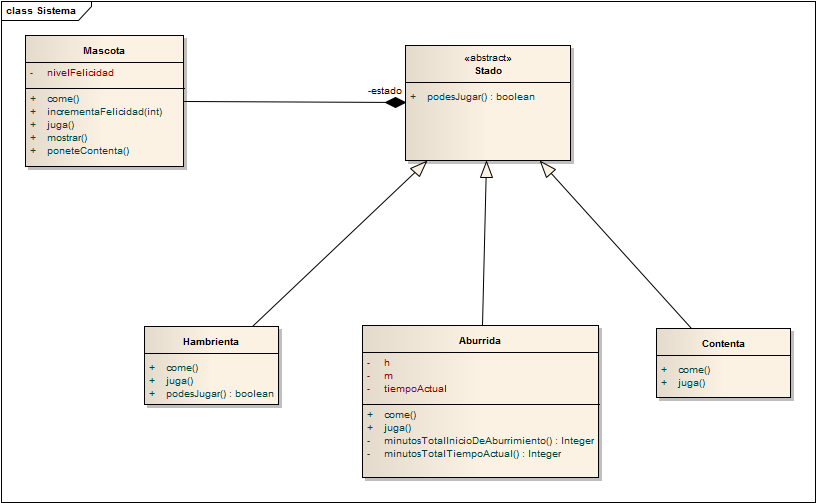 class Sistema
Mascota
- nivelFelicidad
+ come()
+ incrementaFelicidad(int)
+ juga()
+ mostrar()
+ poneteContenta()
-estado
«abstract»
Stado
+ podesJugar() : boolean
Hambrienta
+ come()
+ juga()
+ podesJugar() : boolean
Aburrida
- h
- m
- tiempoActual
+ come()
+ juga()
- minutosTotalInicioDeAburrimiento() : Integer
- minutosTotalTiempoActual() : Integer
Contenta
+ come()
+ juga()